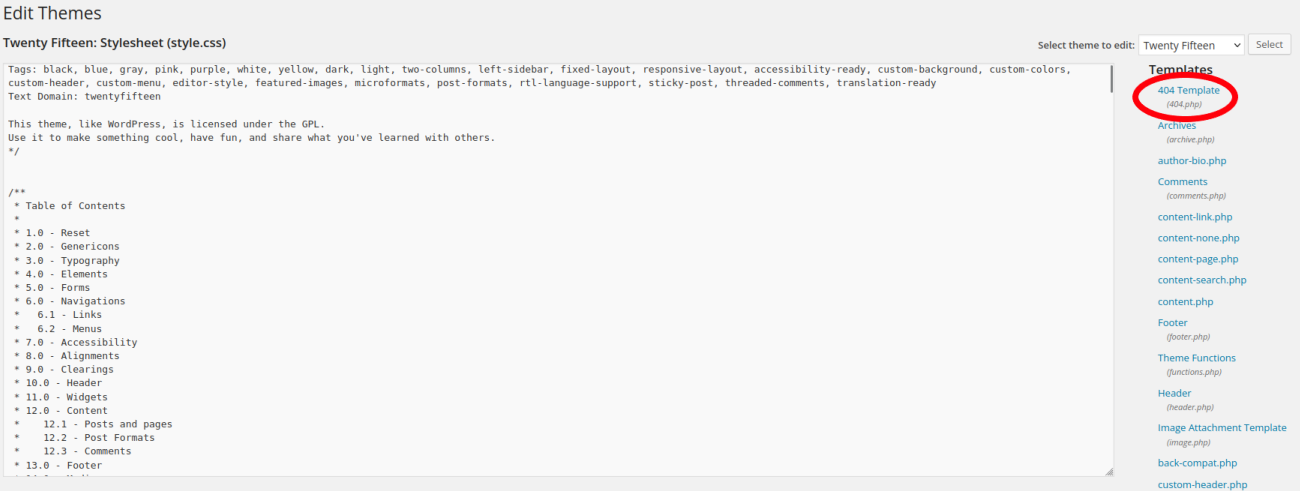 Edit Themes
Twenty Fifteen: Stylesheet (style.css)
Select theme to edit: Twenty Fifteen Select
Tags: black, blue, gray, pink, purple, white, yellow, dark, light, two-columns, left-sidebar, fixed-layout, responsive-layout, accessibility-ready, custom-background, custom-colors,
custom-header, custom-menu, editor-style, featured-images, microformats, post-formats, rtl-language-support, sticky-post, threaded-comments, translation-ready
Text Domain: twentyfifteen
This theme, like WordPress, is licensed under the GPL.
Use it to make something cool, have fun, and share what you've learned with others.
*/
/**
* Table of Contents
*
* 1.0 - Reset
* 2.0 - Genericons
* 3.0 - Typography
* 4.0 - Elements
* 5.0 - Forms
* 6.0 - Navigations
* 6.1 - Links
* 6.2 - Menus
* 7.0 - Accessibility
* 8.0 - Alignments
* 9.0 - Clearings
* 10.0 - Header
* 11.0 - Widgets
* 12.0 - Content
* 12.1 - Posts and pages
* 12.2 - Post Formats
* 12.3 - Comments
* 13.0 - Footer
Templates
404 Template
(404.php)
Archives
(archive.php)
author-bio.php
Comments
(comments.php)
content-link.php
content-none.php
content-page.php
content-search.php
content.php
Footer
(footer.php)
Theme Functions
(functions.php)
Header
(header.php)
Image Attachment Template
(image.php)
back-compat.php
custom-header.php